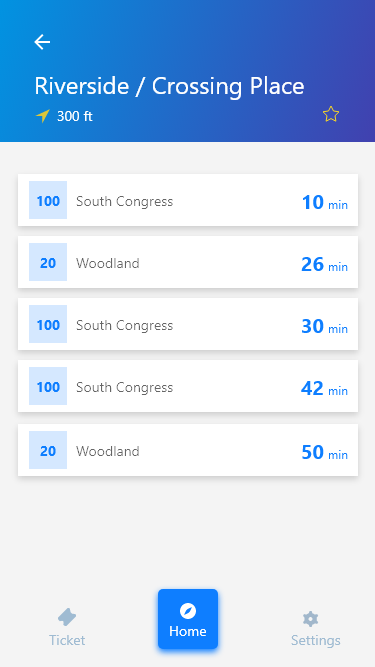 Riverside / Crossing Place
300 ft
100 South Congress 10 min
20 Woodland 26 min
100 South Congress 30 min
100 South Congress 42 min
20 Woodland 50 min
Ticket Home Settings